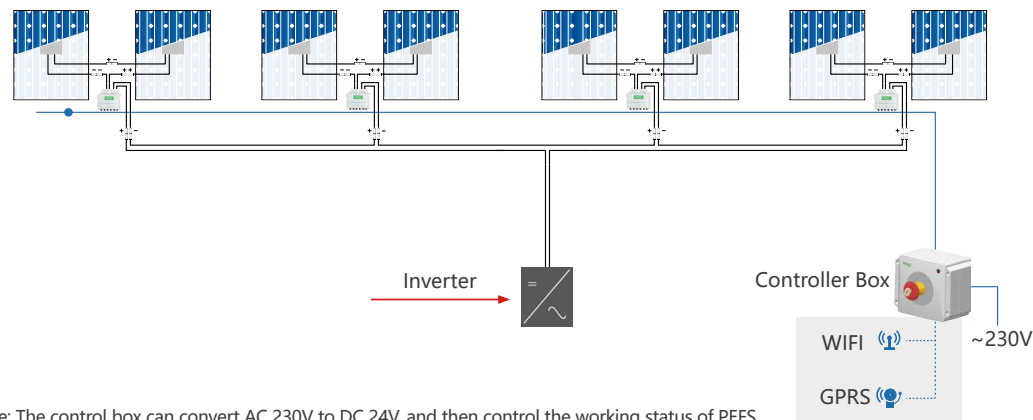 Inverter
Controller Box
~230V
WIFI
GPRS
The control box can convert AC 230V to DC 24V, and then control the working status of PEFS